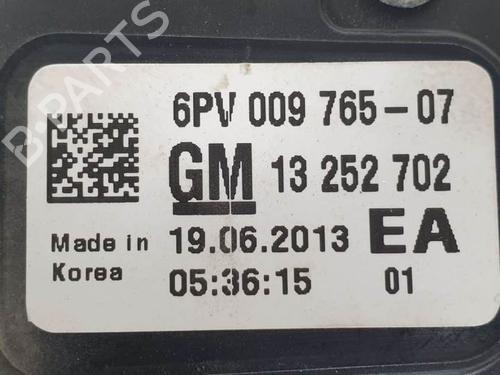 6PV 009 765-07
GM 13 252 702
Made in Korea
19.06.2013 EA
05:36:15 01
B-PARTS